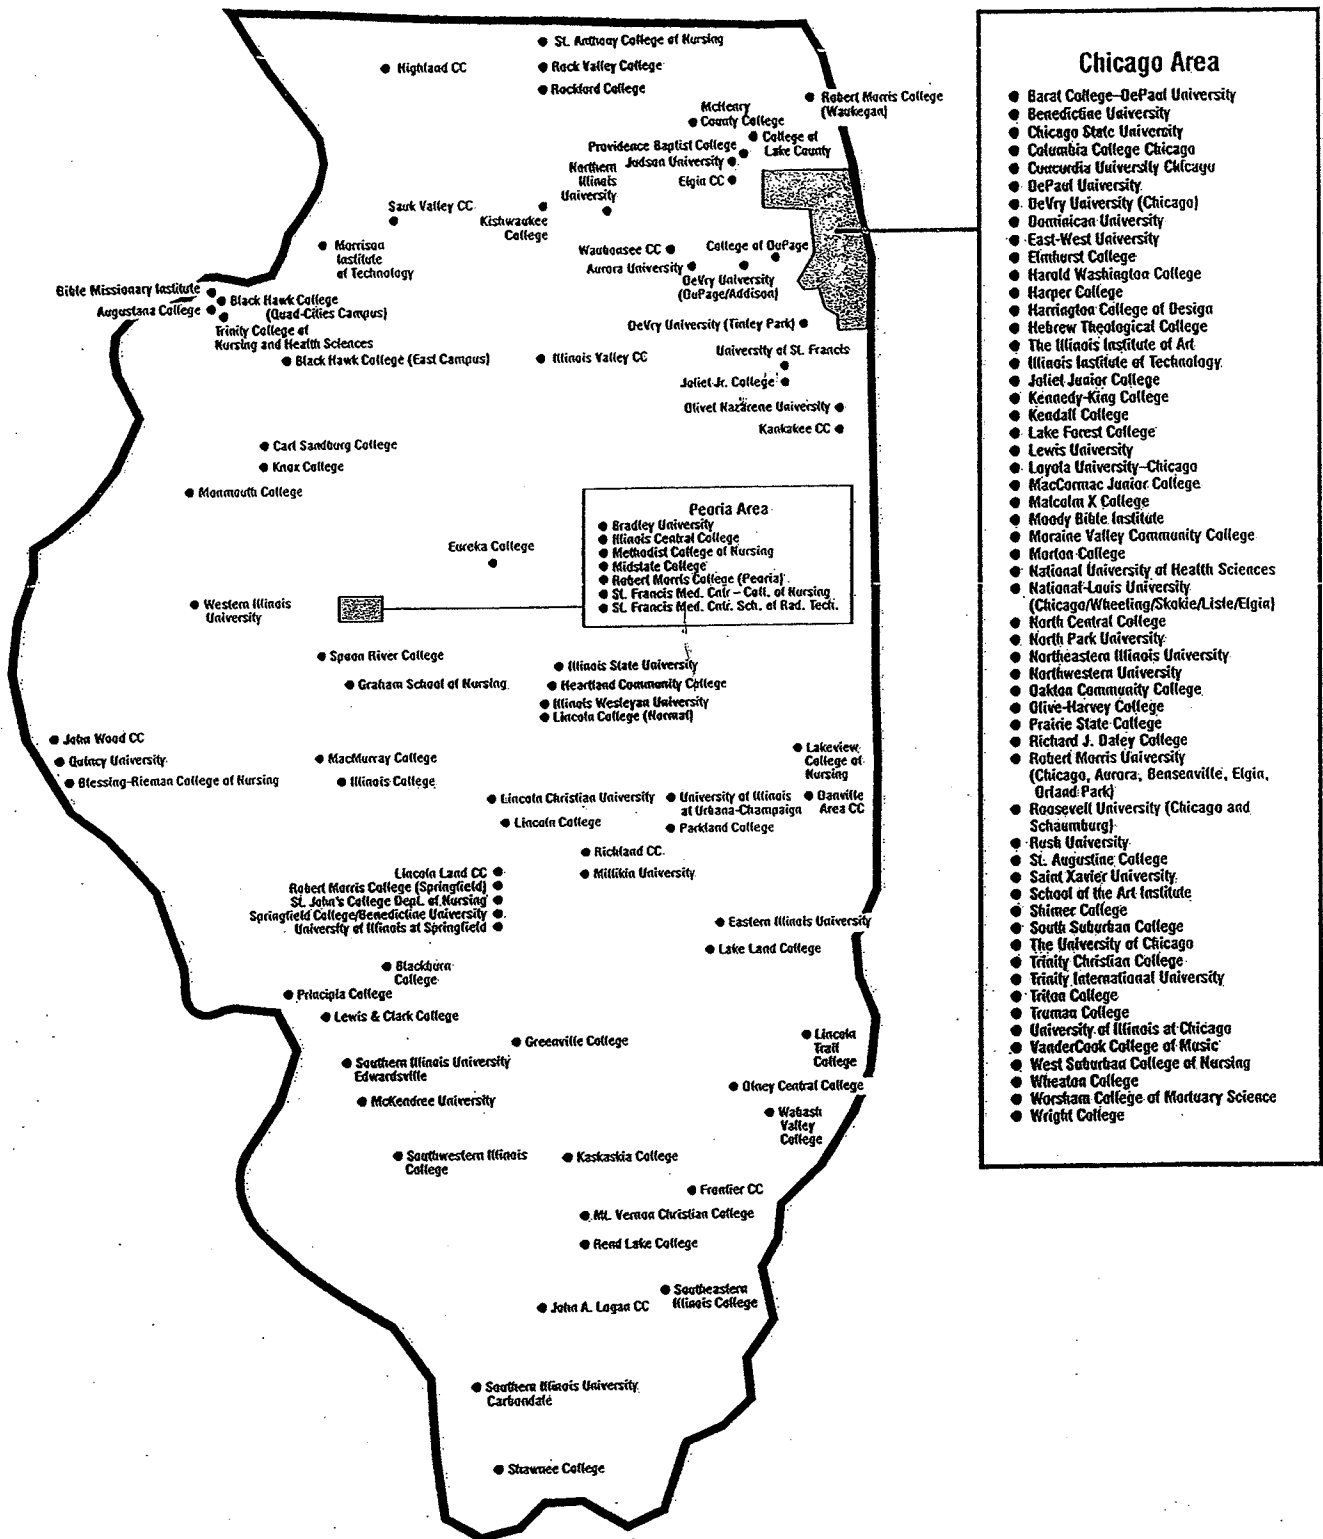 St. Anthony College of Nursing
Highland CC
Rock Valley College
Rockford College
Robert Morris College
(Waukegan)
McHenry
County College
College of
Lake County
Providence Baptist College
Judson University
Northern
Illinois
University
Elgin CC
Sauk Valley CC
Kishwaukee
College
Morrison
Institute
of Technology
Waubonsee CC
College of DuPage
Aurora University
DeVry University
(DuPage/Addison)
Bible Missionary Institute
Black Hawk College
(Quad-Cities Campus)
Augustana College
Trinity College of
Nursing and Health Sciences
DeVry University (Tinley Park)
Black Hawk College (East Campus)
Illinois Valley CC
University of St. Francis
Joliet Jr. College
Olivet Nazarene University
Kankakee CC
Carl Sandburg College
Knox College
Monmouth College
Peoria Area
Bradley University
Illinois Central College
Methodist College of Nursing
Midstate College
Robert Morris College (Peoria)
St. Francis Med. Cntr - Coll. of Nursing
St. Francis Med. Cntr. Sch. of Rad. Tech.
Eureka College
Western Illinois
University
Spoon River College
Graham School of Nursing
Illinois State University
Heartland Community College
Illinois Wesleyan University
Lincoln College (Normal)
John Wood CC
Quincy University
Blessing-Rieman College of Nursing
MacMurray College
Illinois College
Lakeview
College of
Nursing
Lincoln Christian University
University of Illinois
at Urbana-Champaign
Danville
Area CC
Lincoln College
Parkland College
Richland CC
Millikin University
Lincoln Land CC
Robert Morris College (Springfield)
St. John's College Dept. of Nursing
Springfield College/Benedictine University
University of Illinois at Springfield
Eastern Illinois University
Lake Land College
Blackburn
College
Principia College
Lewis & Clark College
Greenville College
Lincoln
Trail
College
Southern Illinois University
Edwardsville
Olney Central College
McKendree University
Wabash
Valley
College
Southwestern Illinois
College
Kaskaskia College
Frontier CC
Mt. Vernon Christian College
Rend Lake College
Southeastern
Illinois College
John A. Logan CC
Southern Illinois University
Carbondale
Shawnee College
Chicago Area
Barat College-DePaul University
Benedictine University
Chicago State University
Columbia College Chicago
Concordia University Chicago
DePaul University
DeVry University (Chicago)
Dominican University
East-West University
Elmhurst College
Harold Washington College
Harper College
Harrington College of Design
Hebrew Theological College
The Illinois Institute of Art
Illinois Institute of Technology
Joliet Junior College
Kennedy-King College
Kendall College
Lake Forest College
Lewis University
Loyola University-Chicago
MacCormac Junior College
Malcolm X College
Moody Bible Institute
Moraine Valley Community College
Morton College
National University of Health Sciences
National-Louis University
(Chicago/Wheeling/Skokie/Lisle/Elgin)
North Central College
North Park University
Northeastern Illinois University
Northwestern University
Oakton Community College
Olive-Harvey College
Prairie State College
Richard J. Daley College
Robert Morris University
(Chicago, Aurora, Bensenville, Elgin,
Orland Park)
Roosevelt University (Chicago and
Schaumburg)
Rush University
St. Augustine College
Saint Xavier University
School of the Art Institute
Shimer College
South Suburban College
The University of Chicago
Trinity Christian College
Trinity International University
Triton College
Truman College
University of Illinois at Chicago
VanderCook College of Music
West Suburban College of Nursing
Wheaton College
Worsham College of Mortuary Science
Wright College